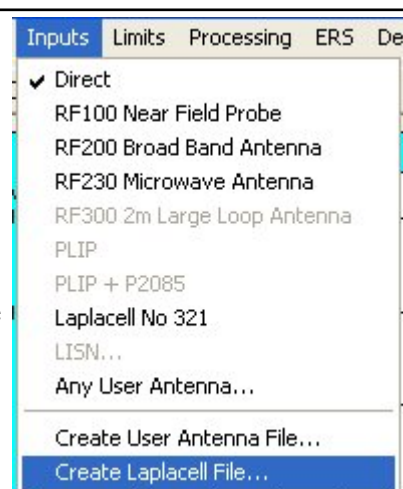 Inputs Limits Processing ERS De
Direct
RF100 Near Field Probe
RF200 Broad Band Antenna
RF230 Microwave Antenna
RF300 2m Large Loop Antenna
PLIP
PLIP + P2085
Laplacell No 321
LISN...
Any User Antenna...
Create User Antenna File...
Create Laplacell File...